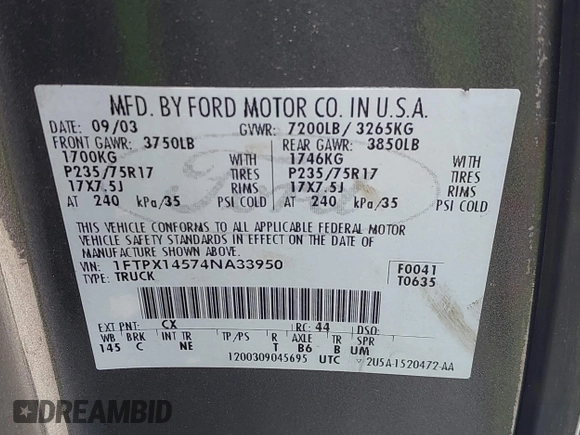 MFD. BY FORD MOTOR CO. IN U.S.A.
DATE: 09/03 GVWR: 7200LB/ 3265KG
FRONT GAWR: 3750LB REAR GAWR: 3850LB
1700KG WITH 1746KG WITH
P235/75R17 TIRES P235/75R17 TIRES
17X7.5J RIMS 17X7.5J RIMS
AT 240 kPa/35 PSI COLD AT 240 kPa/35 PSI COLD
THIS VEHICLE CONFORMS TO ALL APPLICABLE FEDERAL MOTOR
VEHICLE SAFETY STANDARDS IN EFFECT ON THE DATE OF
MANUFACTURE SHOWN ABOVE.
VIN: 1FTPX14574NA33950 F0041
TYPE: TRUCK T0635
EXT PNT: CX RC: 44 DSO:
WB BRK INT TR TP/PS R AXLE TR SPR
145 C NE T B6 B UM
1200309045695 UTC 2U5A-1520472-AA
Ford
DREAMBID